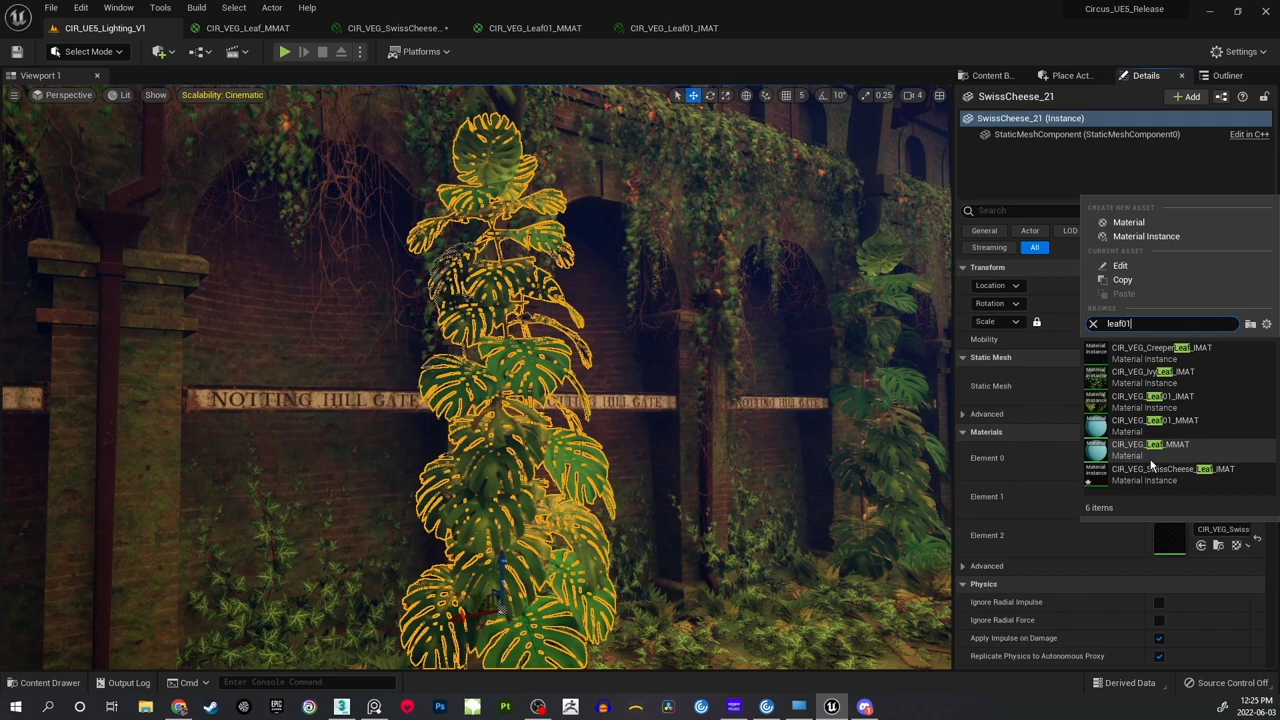 File Edit Window Tools Build Select Actor Help
Circus_UE5_Release
CIR_UE5_Lighting_V1
CIR_VEG_Leaf_MMAT
CIR_VEG_SwissCheese... •
CIR_VEG_Leaf01_MMAT
CIR_VEG_Leaf01_IMAT
Select Mode
Platforms
Settings
Viewport 1
Content B...
Place Act...
Details
Outliner
Perspective
Lit
Show
Scalability: Cinematic
5
10°
0.25
4
SwissCheese_21
+ Add
SwissCheese_21 (Instance)
StaticMeshComponent (StaticMeshComponent0)
Edit in C++
Search
General
Actor
LOD
Streaming
All
Transform
Location
Rotation
Scale
Mobility
Static Mesh
Static Mesh
Advanced
Materials
Element 0
Element 1
Element 2
CIR_VEG_Swiss
Advanced
Physics
Ignore Radial Impulse
Ignore Radial Force
Apply Impulse on Damage
Replicate Physics to Autonomous Proxy
CREATE NEW ASSET
Material
Material Instance
CURRENT ASSET
Edit
Copy
Paste
BROWSE
leaf01
CIR_VEG_CreeperLeaf_IMAT
Material Instance
CIR_VEG_IvyLeaf_IMAT
Material Instance
CIR_VEG_Leaf01_IMAT
Material Instance
CIR_VEG_Leaf01_MMAT
Material
CIR_VEG_Leaf_MMAT
Material
CIR_VEG_SwissCheese_Leaf_IMAT
Material Instance
6 items
NOTTING HILL GATE
NOTTING HILL GATE
NOTTING HILL GATE
Content Drawer
Output Log
Cmd
Enter Console Command
Derived Data
Source Control Off
12:25 PM
2022-06-03